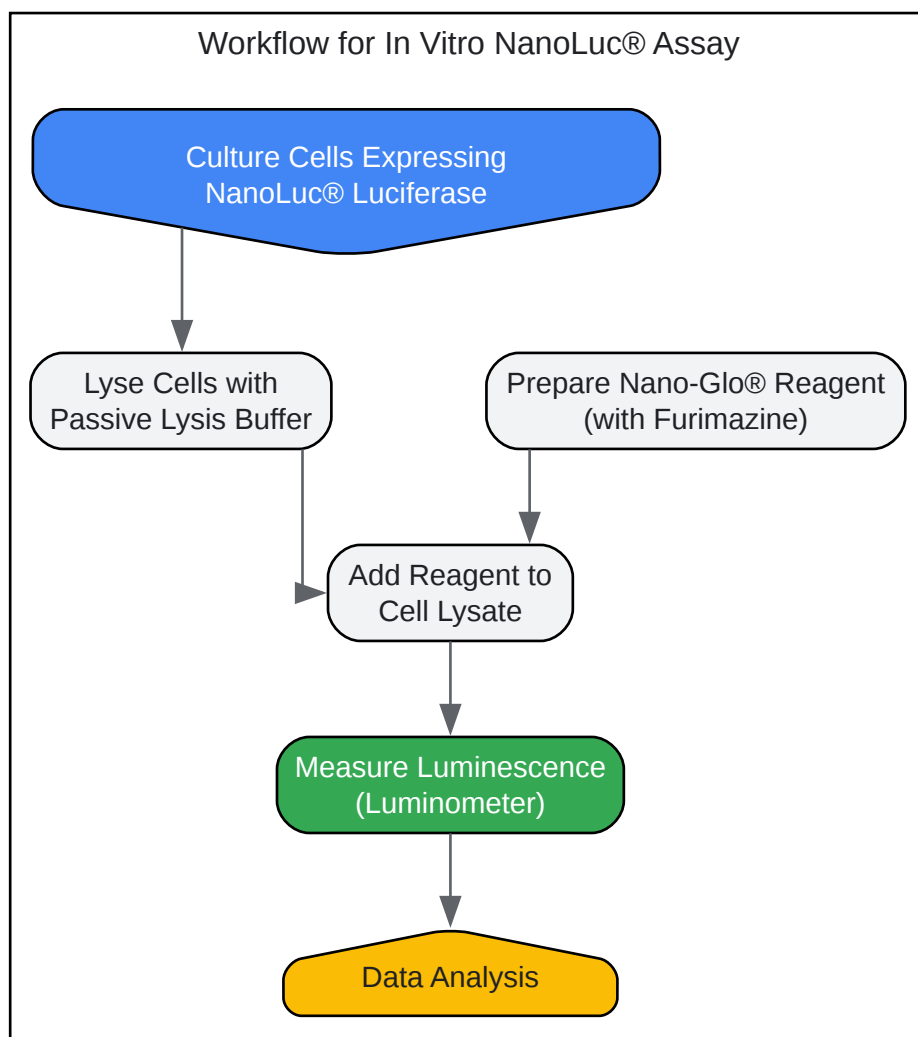 Workflow for In Vitro NanoLuc® Assay
Culture Cells Expressing
NanoLuc® Luciferase
Lyse Cells with
Passive Lysis Buffer
Prepare Nano-Glo® Reagent
(with Furimazine)
Add Reagent to
Cell Lysate
Measure Luminescence
(Luminometer)
Data Analysis